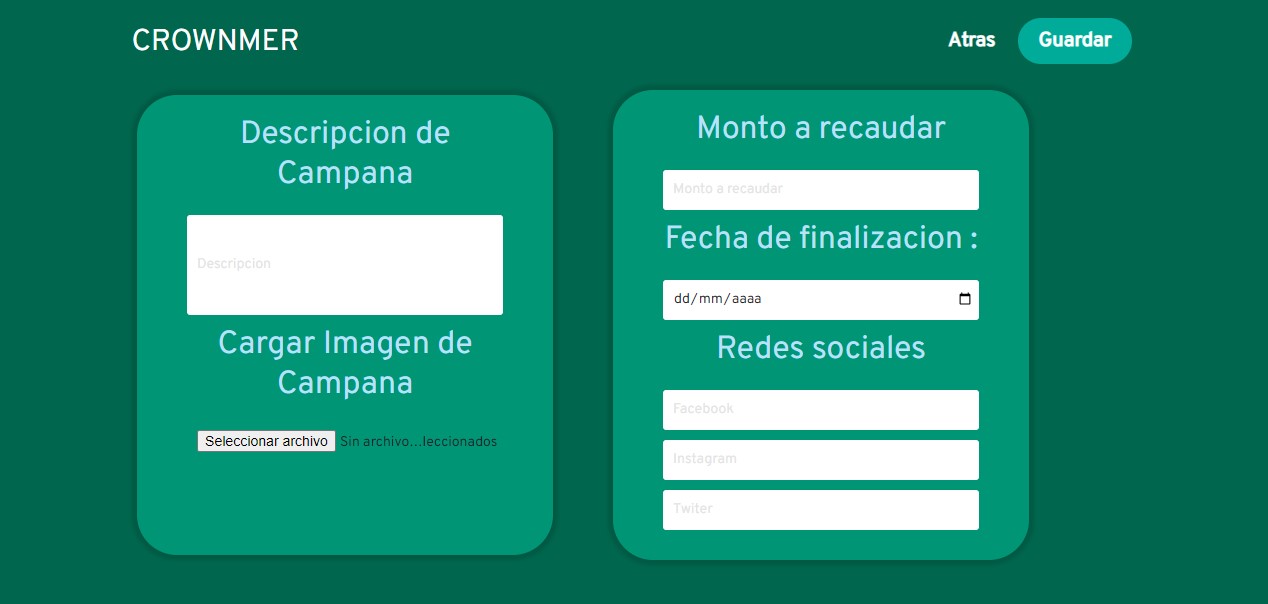 CROWNMER
Atras
Guardar
Descripcion de
Campana
Descripcion
Cargar Imagen de
Campana
Seleccionar archivo Sin archivo...leccionados
Monto a recaudar
Monto a recaudar
Fecha de finalizacion :
dd/mm/aaaa
Redes sociales
Facebook
Instagram
Twiter